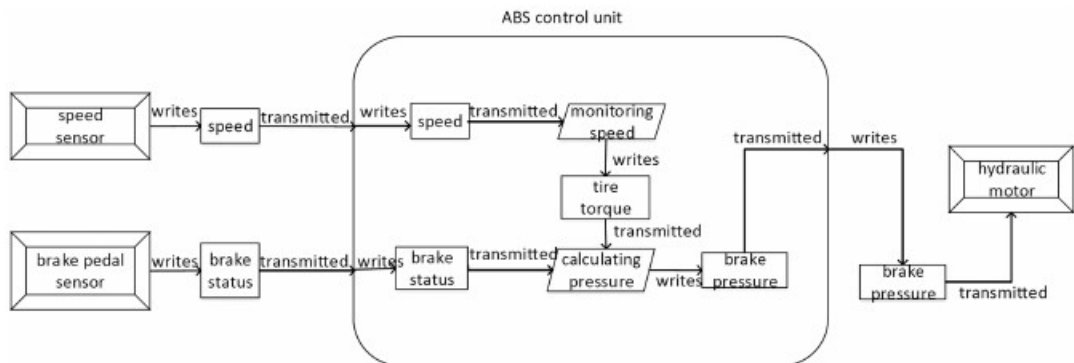 ABS control unit
speed
sensor
writes
speed
transmitted
writes
speed
transmitted
monitoring
speed
writes
tire
torque
transmitted
brake pedal
sensor
writes
brake
status
transmitted
writes
brake
status
transmitted
calculating
pressure
writes
brake
pressure
transmitted
writes
brake
pressure
transmitted
hydraulic
motor